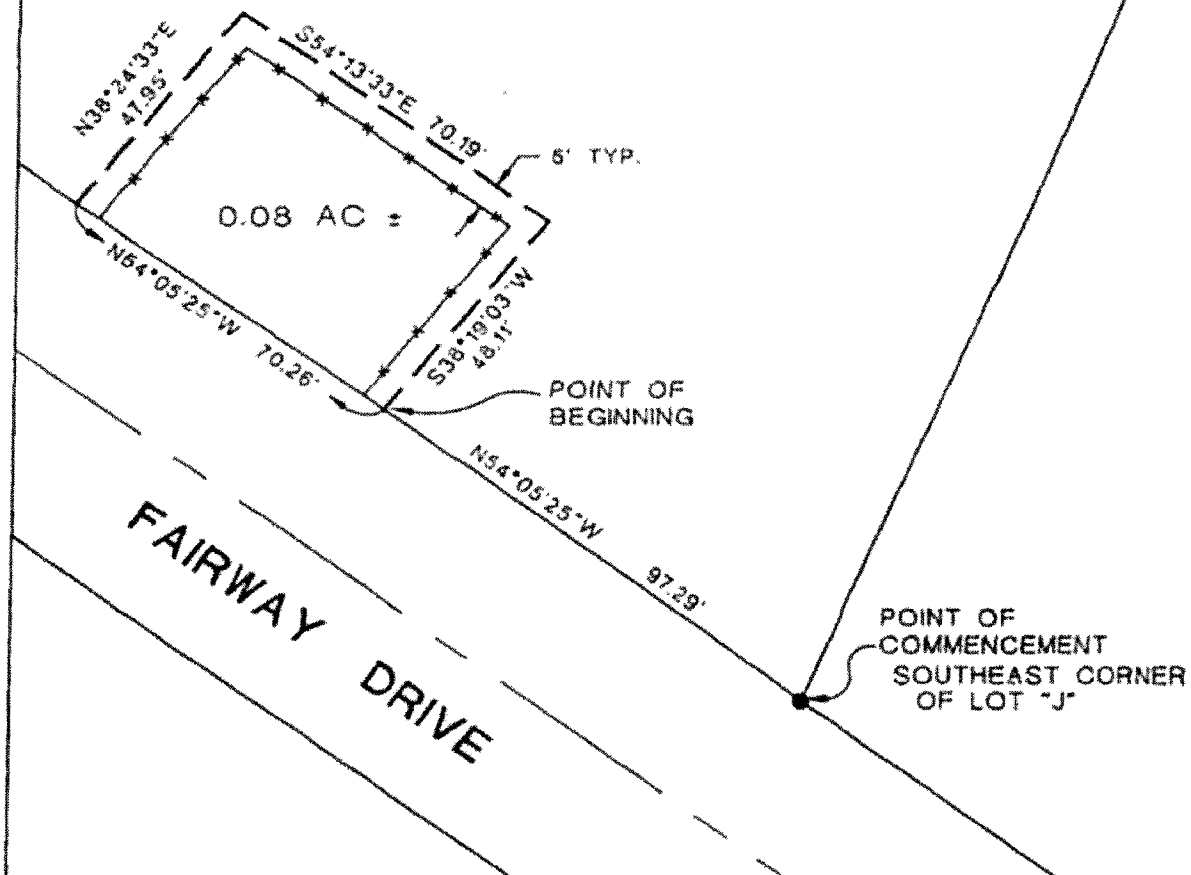 N38°24'33"E
47.95'
S54°13'33"E 70.19'
5' TYP.
0.08 AC ±
N54°05'25"W 70.26'
S38°19'03"W
48.11'
POINT OF
BEGINNING
N54°05'25"W 97.29'
FAIRWAY DRIVE
POINT OF
COMMENCEMENT
SOUTHEAST CORNER
OF LOT "J"